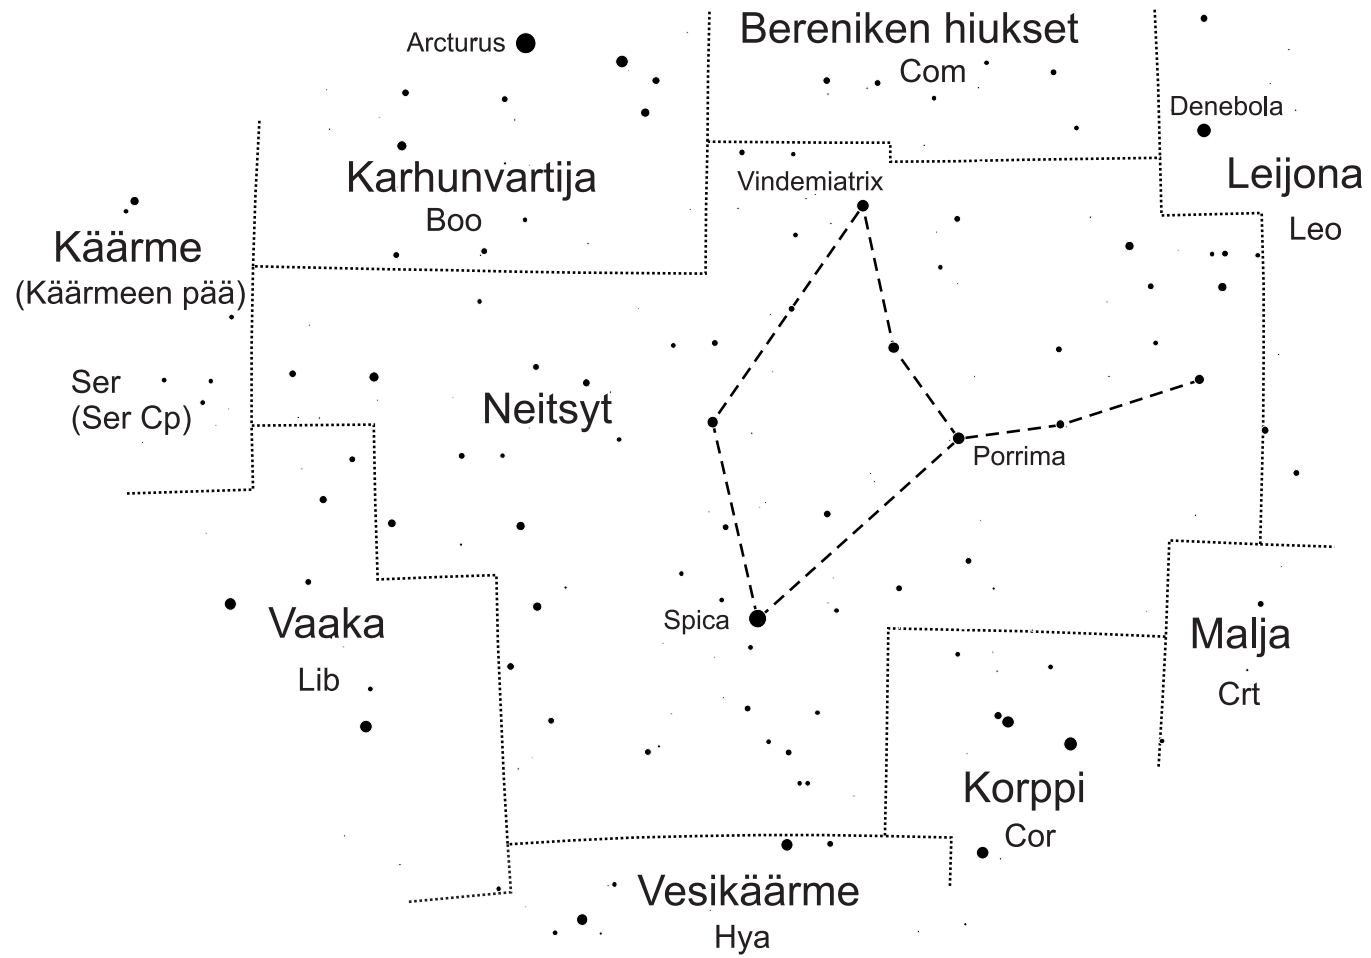 Bereniken hiukset
Com
Arcturus
Denebola
Karhunvartija
Boo
Vindemiatrix
Leijona
Leo
Käärme
(Käärmeen pää)
Ser
(Ser Cp)
Neitsyt
Porrima
Vaaka
Lib
Spica
Malja
Crt
Korppi
Cor
Vesikäärme
Hya